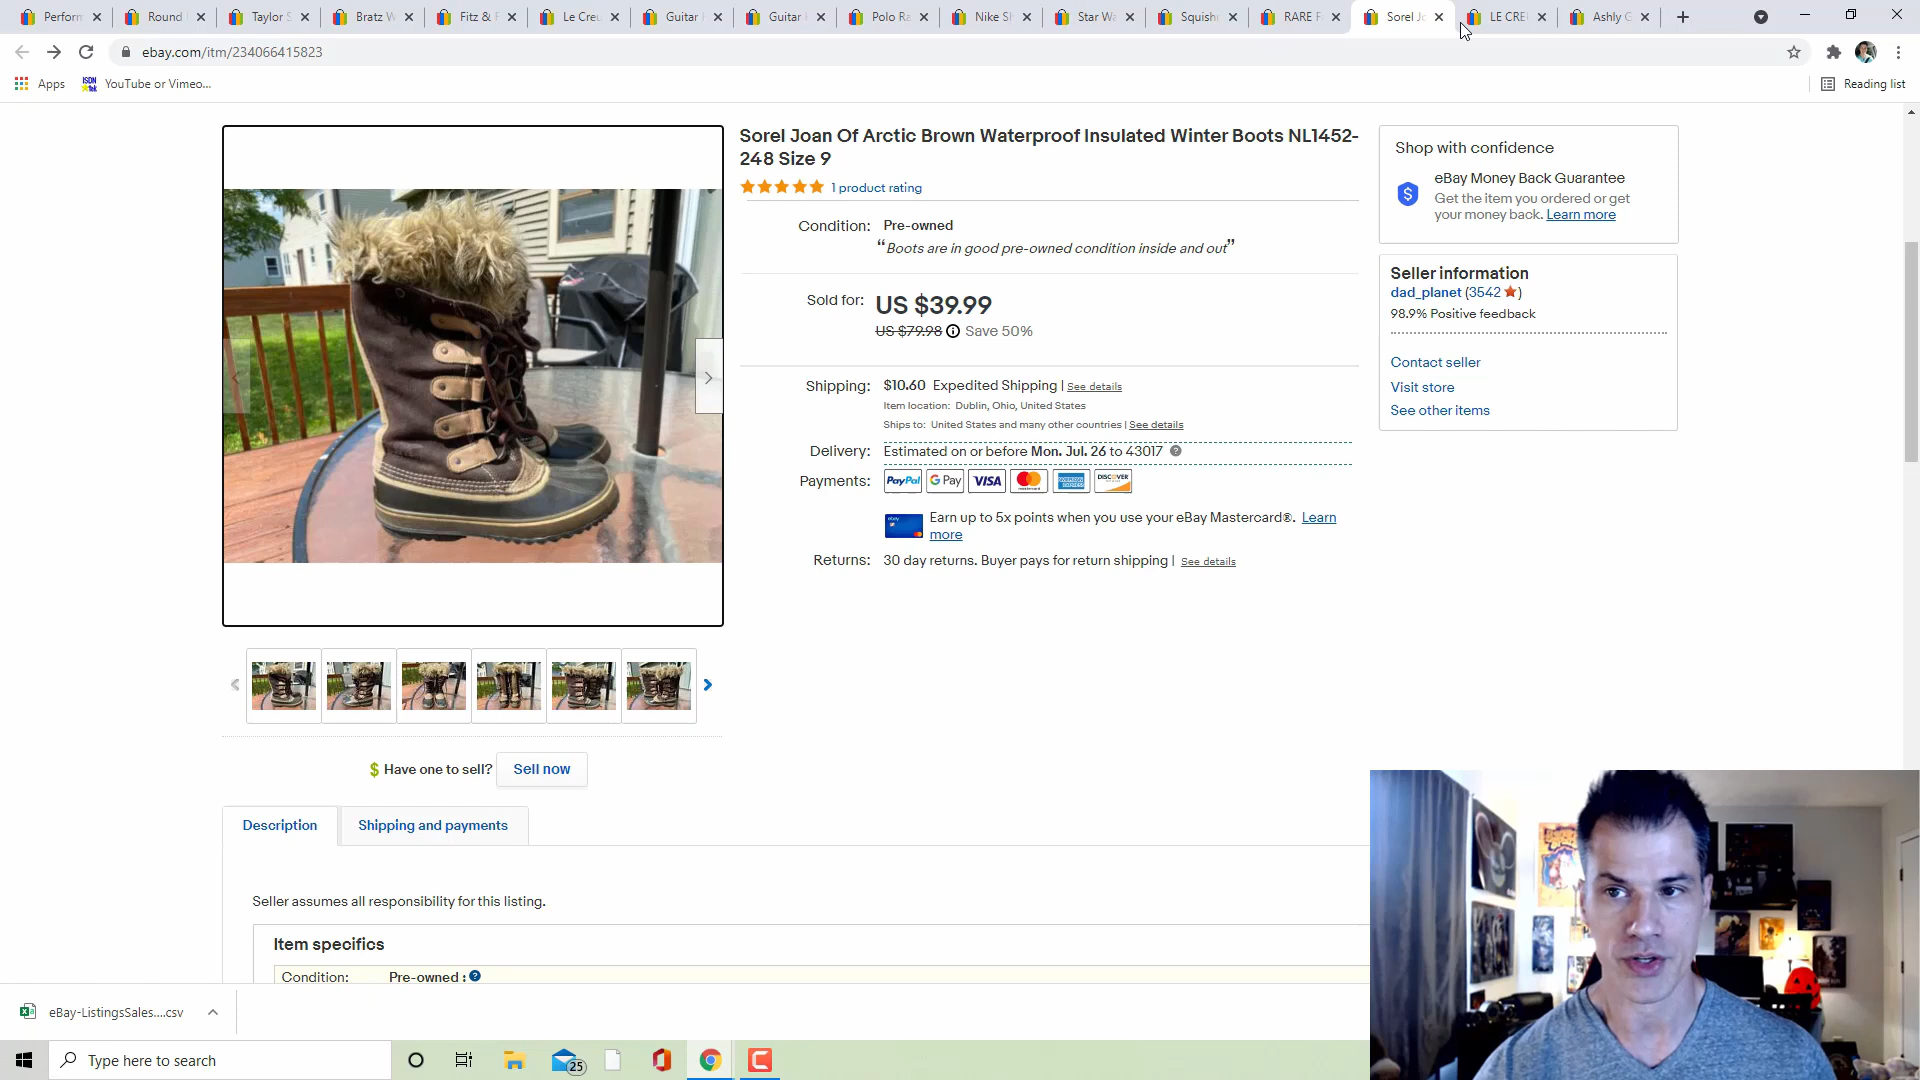 Perform
Round
Taylor S
Bratz W
Fitz & F
Le Creu
Guitar
Guitar
Polo Ra
Nike Sh
Star Wa
Squish
RARE F
Sorel Jo
LE CRE
Ashly G
ebay.com/itm/234066415823
Apps
YouTube or Vimeo...
Reading list
Sorel Joan Of Arctic Brown Waterproof Insulated Winter Boots NL1452-
248 Size 9
1 product rating
Condition: Pre-owned
"Boots are in good pre-owned condition inside and out"
Sold for: US $39.99
US $79.98 Save 50%
Shipping: $10.60 Expedited Shipping | See details
Item location: Dublin, Ohio, United States
Ships to: United States and many other countries | See details
Delivery: Estimated on or before Mon. Jul. 26 to 43017
Payments: PayPal G Pay VISA DISCOVER
Earn up to 5x points when you use your eBay Mastercard®. Learn
more
Returns: 30 day returns. Buyer pays for return shipping | See details
Shop with confidence
eBay Money Back Guarantee
Get the item you ordered or get
your money back. Learn more
Seller information
dad_planet (3542 )
98.9% Positive feedback
Contact seller
Visit store
See other items
$ Have one to sell? Sell now
Description
Shipping and payments
Seller assumes all responsibility for this listing.
Item specifics
Condition: Pre-owned :
eBay-ListingsSales....csv
Type here to search
25